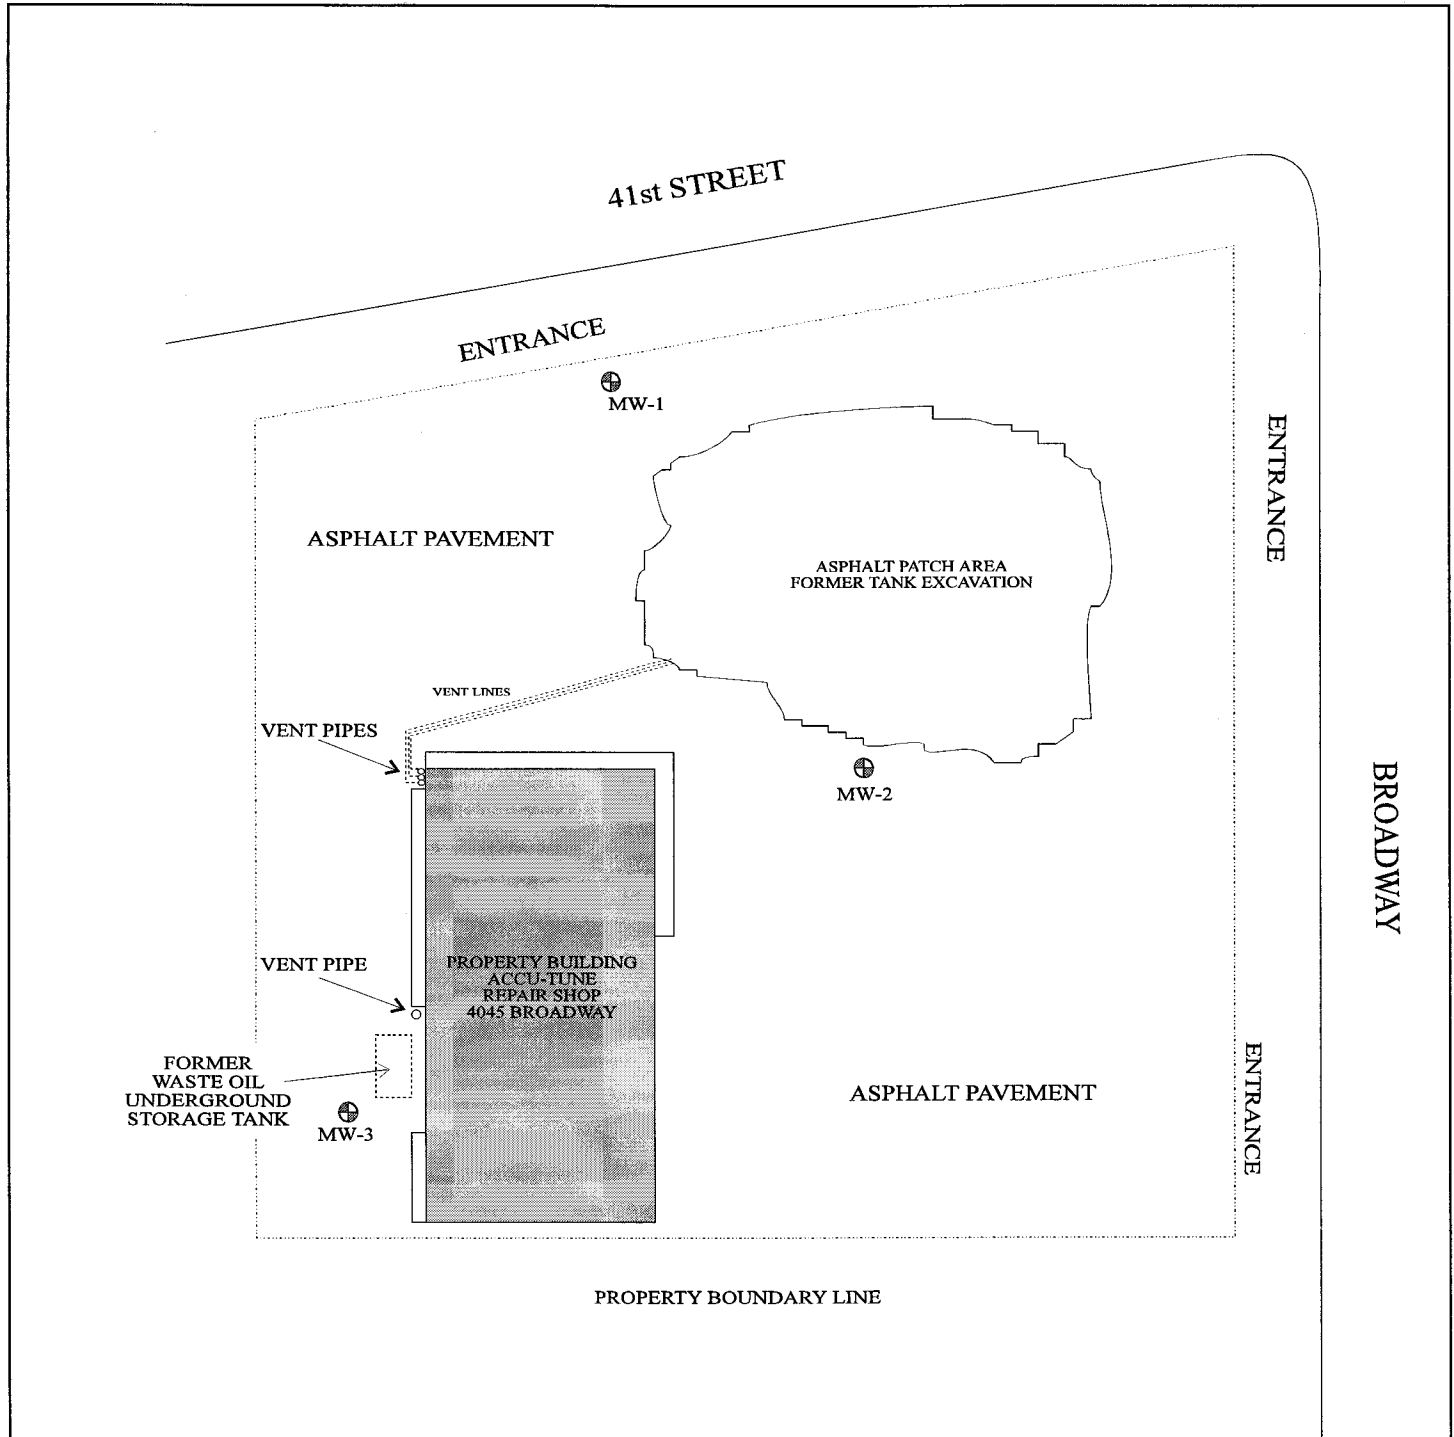 41st STREET
ENTRANCE
MW-1
ENTRANCE
ASPHALT PAVEMENT
ASPHALT PATCH AREA
FORMER TANK EXCAVATION
VENT LINES
VENT PIPES
MW-2
BROADWAY
VENT PIPE
PROPERTY BUILDING
ACCU-TUNE
REPAIR SHOP
4045 BROADWAY
FORMER
WASTE OIL
UNDERGROUND
STORAGE TANK
MW-3
ASPHALT PAVEMENT
ENTRANCE
PROPERTY BOUNDARY LINE